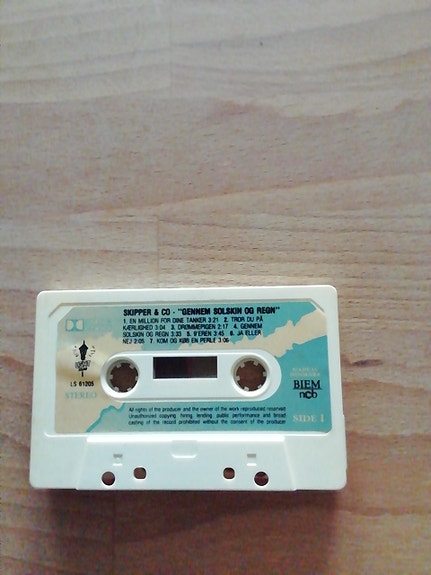 SKIPPER & CO · "GENNEM SOLSKIN OG REGN"
1. EN MILLION FOR DINE TANKER 3:21 2. TROR DU PÅ
KÆRLIGHED 3:04 3. DRØMMEPIGEN 2:17 4. GENNEM
SOLSKIN OG REGN 3:33 5. 9'EREN 3:45 6. JA ELLER
NEJ 2:05 7. KOM OG KØB EN PERLE 3:06
LS 61205
STEREO
BIEM
ncb
SIDE 1
All rights of the producer and the owner of the work reproduced reserved
Unauthorized copying, hiring, lending, public performance and broad
casting of the record prohibited without the consent of the producer